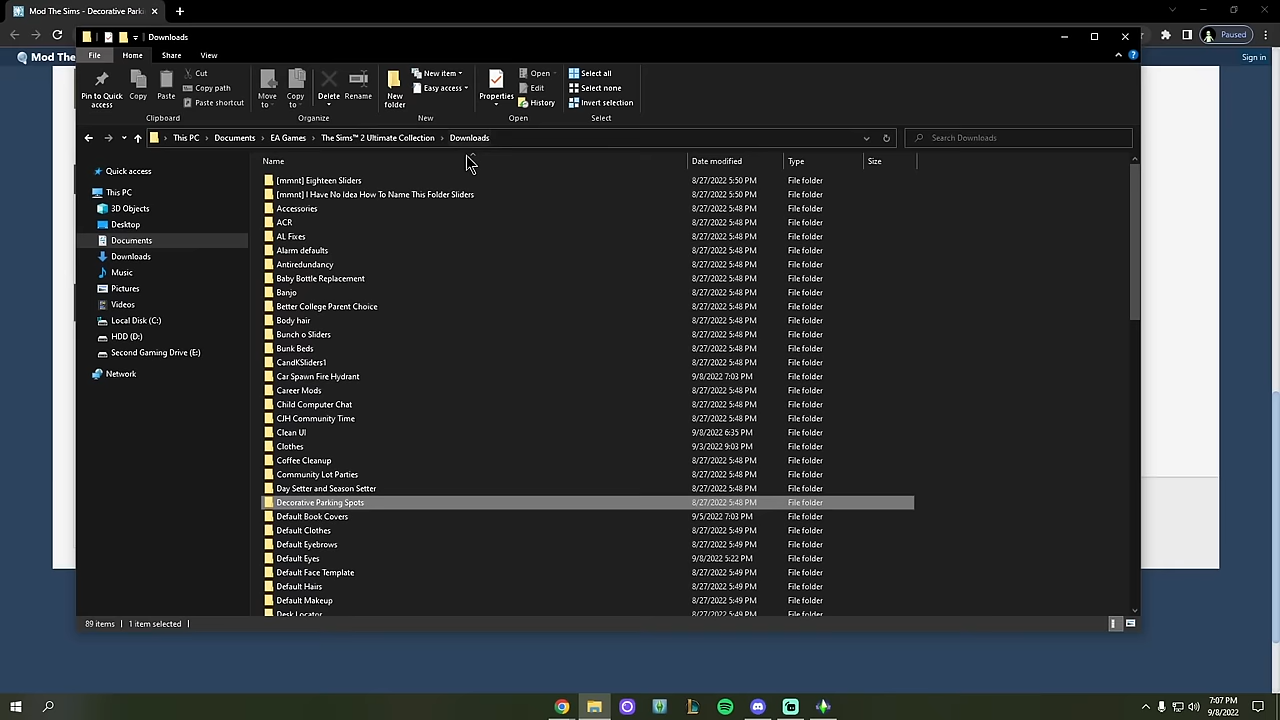 Mod The Sims - Decorative Parki
Paused
Mod The
Sign in
Downloads
File Home Share View
Pin to Quick access
Copy
Paste
Cut
Copy path
Paste shortcut
Clipboard
Move to
Copy to
Delete
Rename
Organize
New folder
New item
Easy access
New
Properties
Open
Edit
History
Open
Select all
Select none
Invert selection
Select
This PC › Documents › EA Games › The Sims™ 2 Ultimate Collection › Downloads
Search Downloads
Quick access
This PC
3D Objects
Desktop
Documents
Downloads
Music
Pictures
Videos
Local Disk (C:)
HDD (D:)
Second Gaming Drive (E:)
Network
Name Date modified Type Size
[mmnt] Eighteen Sliders 8/27/2022 5:50 PM File folder
[mmnt] I Have No Idea How To Name This Folder Sliders 8/27/2022 5:50 PM File folder
Accessories 8/27/2022 5:48 PM File folder
ACR 8/27/2022 5:48 PM File folder
AL Fixes 8/27/2022 5:48 PM File folder
Alarm defaults 8/27/2022 5:48 PM File folder
Antiredundancy 8/27/2022 5:48 PM File folder
Baby Bottle Replacement 8/27/2022 5:48 PM File folder
Banjo 8/27/2022 5:48 PM File folder
Better College Parent Choice 8/27/2022 5:48 PM File folder
Body hair 8/27/2022 5:48 PM File folder
Bunch o Sliders 8/27/2022 5:48 PM File folder
Bunk Beds 8/27/2022 5:48 PM File folder
CandKSliders1 8/27/2022 5:48 PM File folder
Car Spawn Fire Hydrant 9/8/2022 7:03 PM File folder
Career Mods 8/27/2022 5:48 PM File folder
Child Computer Chat 8/27/2022 5:48 PM File folder
CJH Community Time 8/27/2022 5:48 PM File folder
Clean UI 9/8/2022 6:35 PM File folder
Clothes 9/3/2022 9:03 PM File folder
Coffee Cleanup 8/27/2022 5:48 PM File folder
Community Lot Parties 8/27/2022 5:48 PM File folder
Day Setter and Season Setter 8/27/2022 5:48 PM File folder
Decorative Parking Spots 8/27/2022 5:48 PM File folder
Default Book Covers 9/5/2022 7:03 PM File folder
Default Clothes 8/27/2022 5:49 PM File folder
Default Eyebrows 8/27/2022 5:49 PM File folder
Default Eyes 9/8/2022 5:22 PM File folder
Default Face Template 8/27/2022 5:49 PM File folder
Default Hairs 8/27/2022 5:49 PM File folder
Default Makeup 8/27/2022 5:49 PM File folder
Desk Locator 8/27/2022 5:49 PM File folder
89 items 1 item selected
7:07 PM
9/8/2022